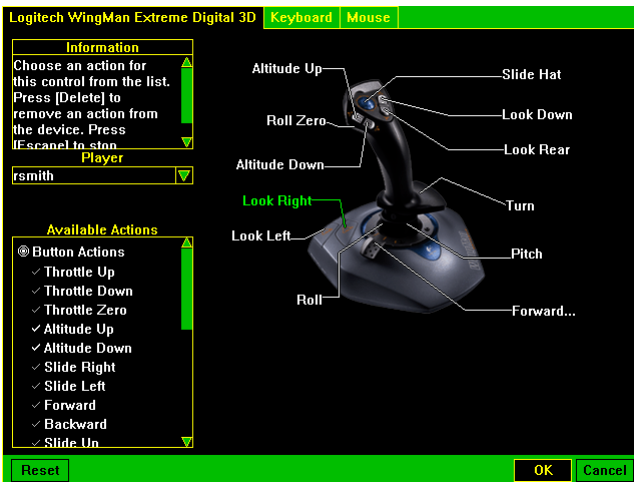 Logitech WingMan Extreme Digital 3D
Keyboard
Mouse
Information
Choose an action for
this control from the list.
Press [Delete] to
remove an action from
the device. Press
[Escape] to stop
Player
rsmith
Available Actions
Button Actions
Throttle Up
Throttle Down
Throttle Zero
Altitude Up
Altitude Down
Slide Right
Slide Left
Forward
Backward
Slide Up
Altitude Up
Slide Hat
Look Down
Roll Zero
Look Rear
Altitude Down
Look Right
Turn
Look Left
Pitch
Roll
Forward...
Reset
OK
Cancel